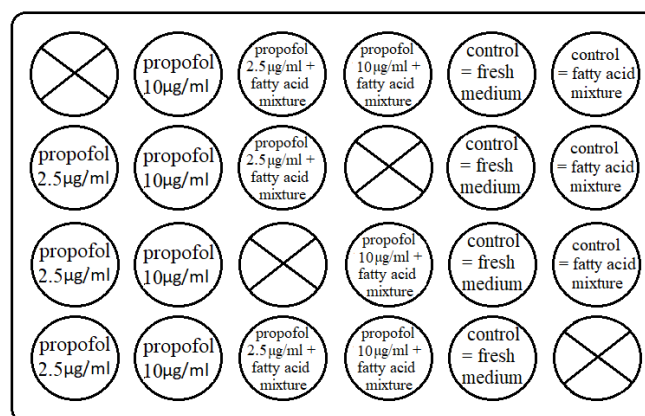 propofol
10µg/ml
propofol
2.5µg/ml +
fatty acid
mixture
propofol
10µg/ml +
fatty acid
mixture
control
= fresh
medium
control
= fatty acid
mixture
propofol
2.5µg/ml
propofol
10µg/ml
propofol
2.5µg/ml +
fatty acid
mixture
control
= fresh
medium
control
= fatty acid
mixture
propofol
2.5µg/ml
propofol
10µg/ml
propofol
10µg/ml +
fatty acid
mixture
control
= fresh
medium
control
= fatty acid
mixture
propofol
2.5µg/ml
propofol
10µg/ml
propofol
2.5µg/ml +
fatty acid
mixture
propofol
10µg/ml +
fatty acid
mixture
control
= fresh
medium